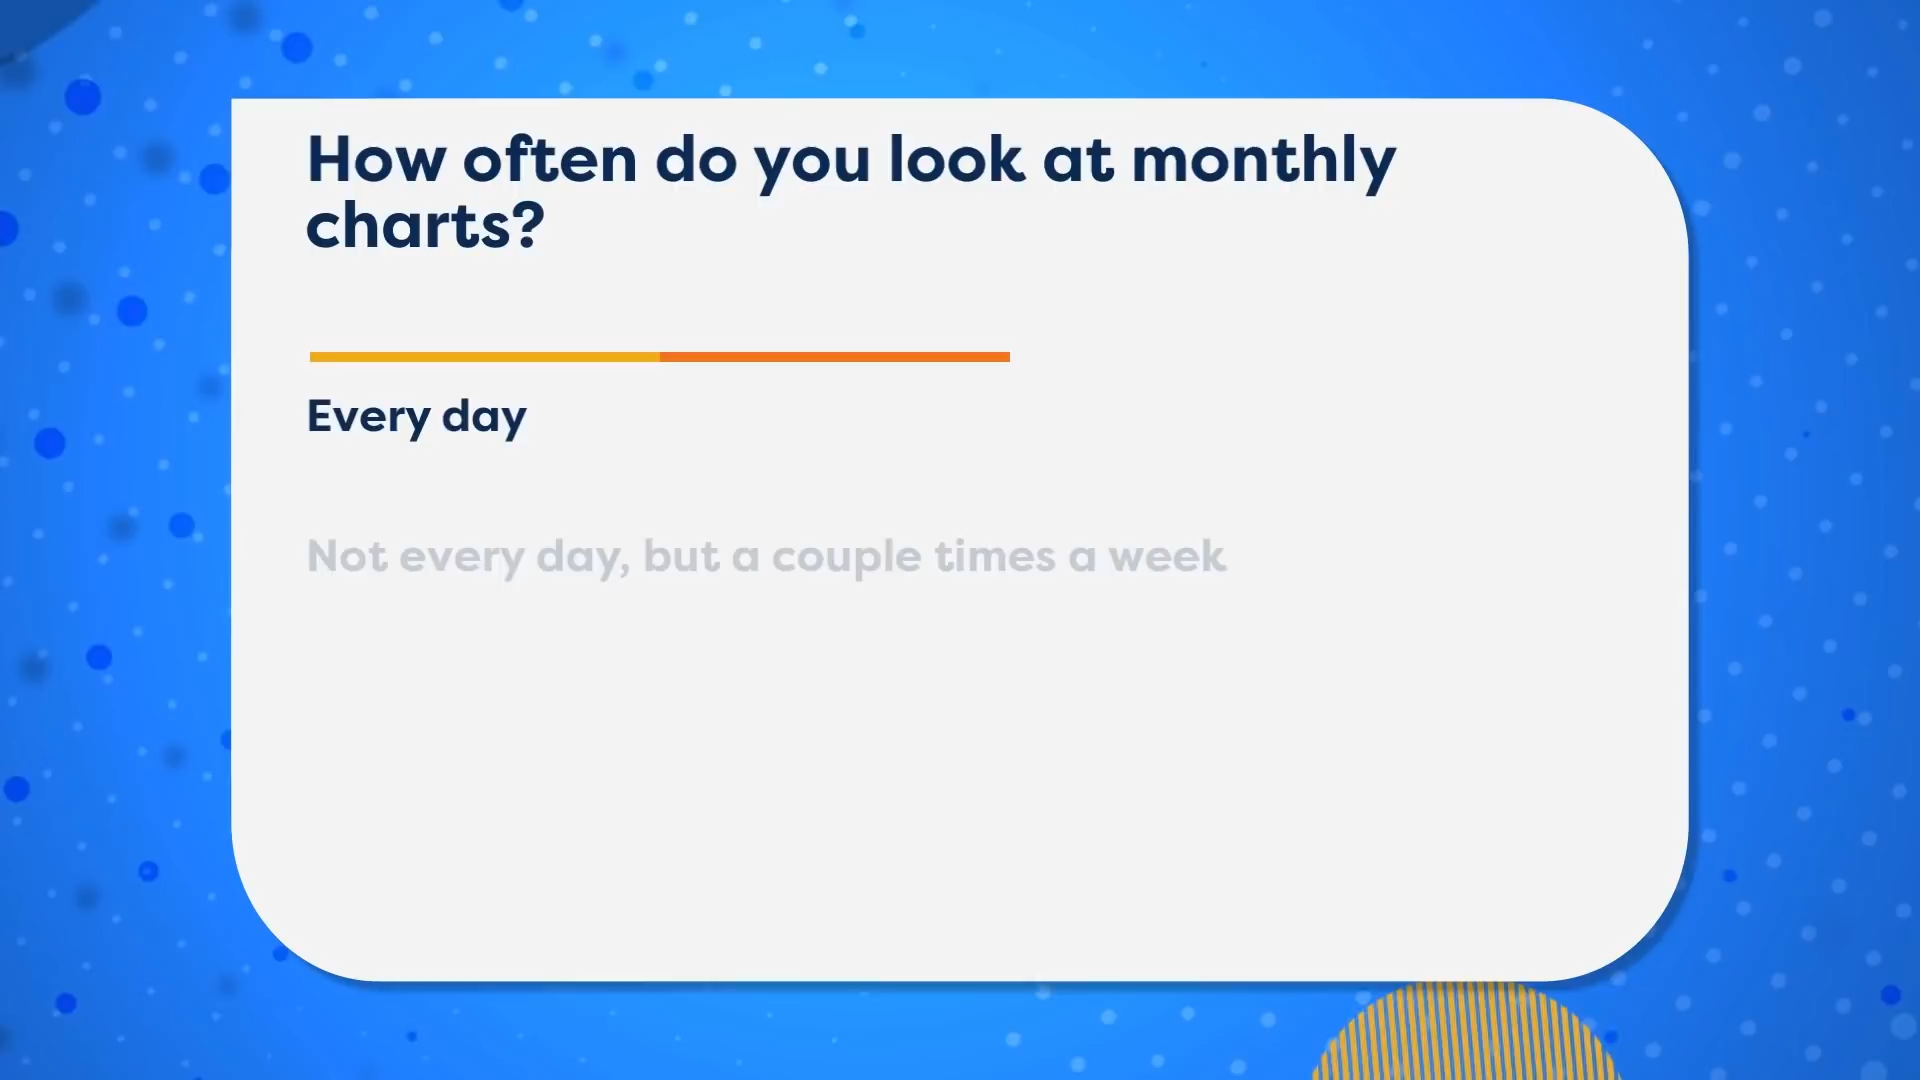 How often do you look at monthly
charts?
Every day
Not every day, but a couple times a week